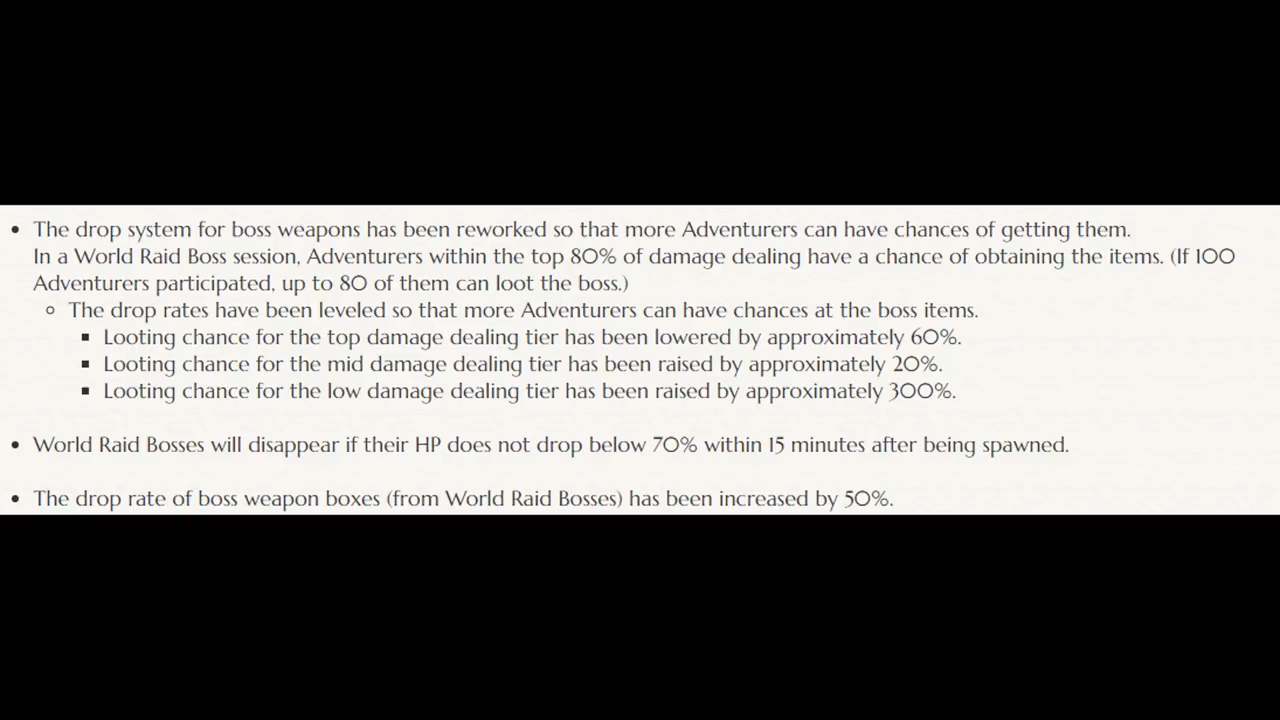 The drop system for boss weapons has been reworked so that more Adventurers can have chances of getting them.
In a World Raid Boss session, Adventurers within the top 80% of damage dealing have a chance of obtaining the items. (If 100
Adventurers participated, up to 80 of them can loot the boss.)
The drop rates have been leveled so that more Adventurers can have chances at the boss items.
Looting chance for the top damage dealing tier has been lowered by approximately 60%.
Looting chance for the mid damage dealing tier has been raised by approximately 20%.
Looting chance for the low damage dealing tier has been raised by approximately 300%.
World Raid Bosses will disappear if their HP does not drop below 70% within 15 minutes after being spawned.
The drop rate of boss weapon boxes (from World Raid Bosses) has been increased by 50%.